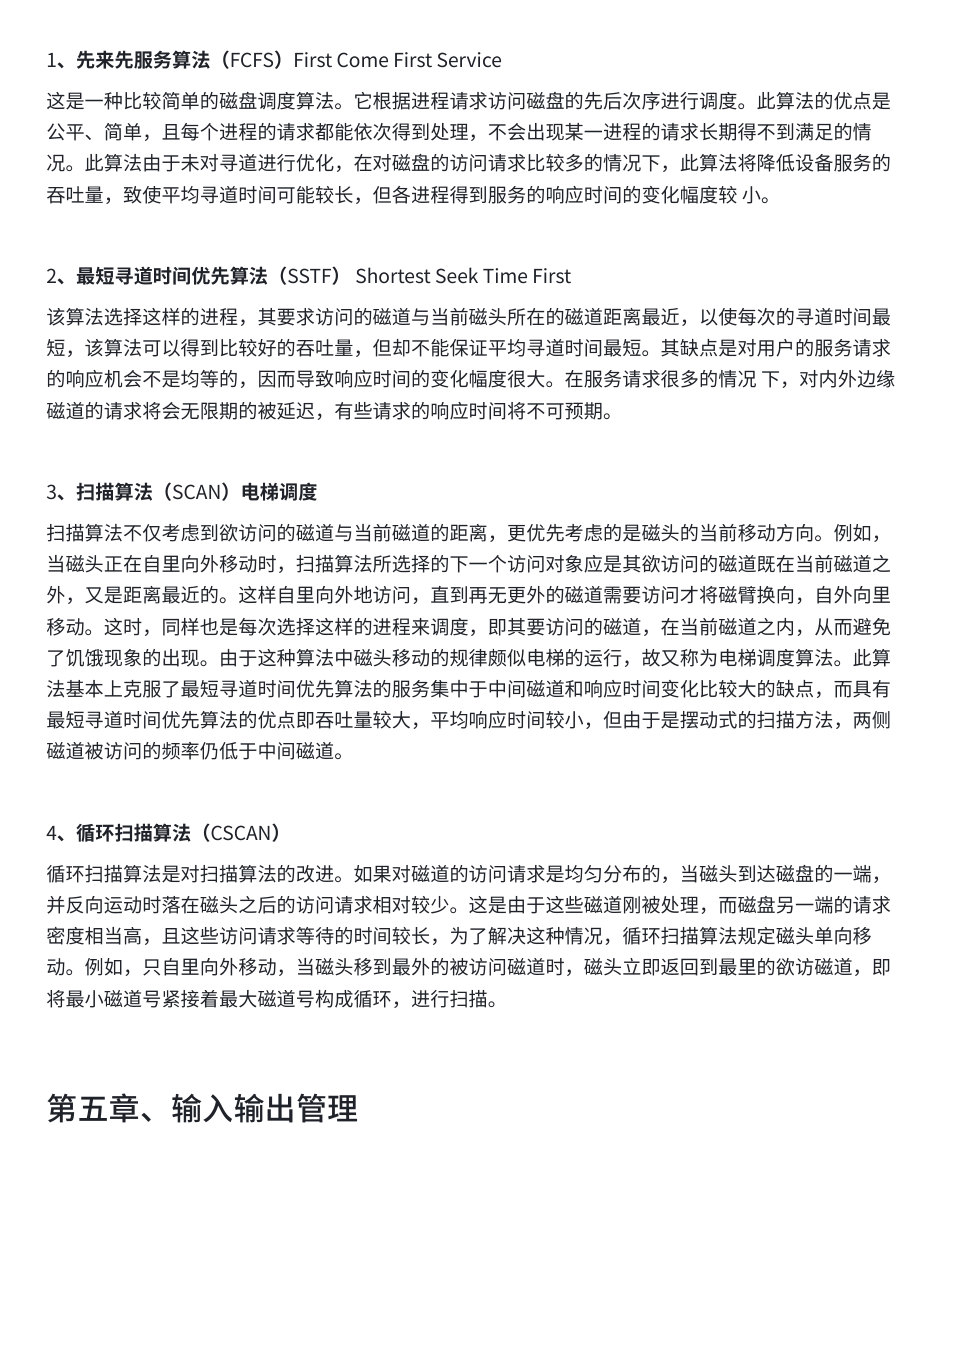 1、先来先服务算法（FCFS）First Come First Service
这是一种比较简单的磁盘调度算法。它根据进程请求访问磁盘的先后次序进行调度。此算法的优点是
公平、简单，且每个进程的请求都能依次得到处理，不会出现某一进程的请求长期得不到满足的情
况。此算法由于未对寻道进行优化，在对磁盘的访问请求比较多的情况下，此算法将降低设备服务的
吞吐量，致使平均寻道时间可能较长，但各进程得到服务的响应时间的变化幅度较 小。
2、最短寻道时间优先算法（SSTF） Shortest Seek Time First
该算法选择这样的进程，其要求访问的磁道与当前磁头所在的磁道距离最近，以使每次的寻道时间最
短，该算法可以得到比较好的吞吐量，但却不能保证平均寻道时间最短。其缺点是对用户的服务请求
的响应机会不是均等的，因而导致响应时间的变化幅度很大。在服务请求很多的情况 下，对内外边缘
磁道的请求将会无限期的被延迟，有些请求的响应时间将不可预期。
3、扫描算法（SCAN）电梯调度
扫描算法不仅考虑到欲访问的磁道与当前磁道的距离，更优先考虑的是磁头的当前移动方向。例如，
当磁头正在自里向外移动时，扫描算法所选择的下一个访问对象应是其欲访问的磁道既在当前磁道之
外，又是距离最近的。这样自里向外地访问，直到再无更外的磁道需要访问才将磁臂换向，自外向里
移动。这时，同样也是每次选择这样的进程来调度，即其要访问的磁道，在当前磁道之内，从而避免
了饥饿现象的出现。由于这种算法中磁头移动的规律颇似电梯的运行，故又称为电梯调度算法。此算
法基本上克服了最短寻道时间优先算法的服务集中于中间磁道和响应时间变化比较大的缺点，而具有
最短寻道时间优先算法的优点即吞吐量较大，平均响应时间较小，但由于是摆动式的扫描方法，两侧
磁道被访问的频率仍低于中间磁道。
4、循环扫描算法（CSCAN）
循环扫描算法是对扫描算法的改进。如果对磁道的访问请求是均匀分布的，当磁头到达磁盘的一端，
并反向运动时落在磁头之后的访问请求相对较少。这是由于这些磁道刚被处理，而磁盘另一端的请求
密度相当高，且这些访问请求等待的时间较长，为了解决这种情况，循环扫描算法规定磁头单向移
动。例如，只自里向外移动，当磁头移到最外的被访问磁道时，磁头立即返回到最里的欲访磁道，即
将最小磁道号紧接着最大磁道号构成循环，进行扫描。
第五章、输入输出管理